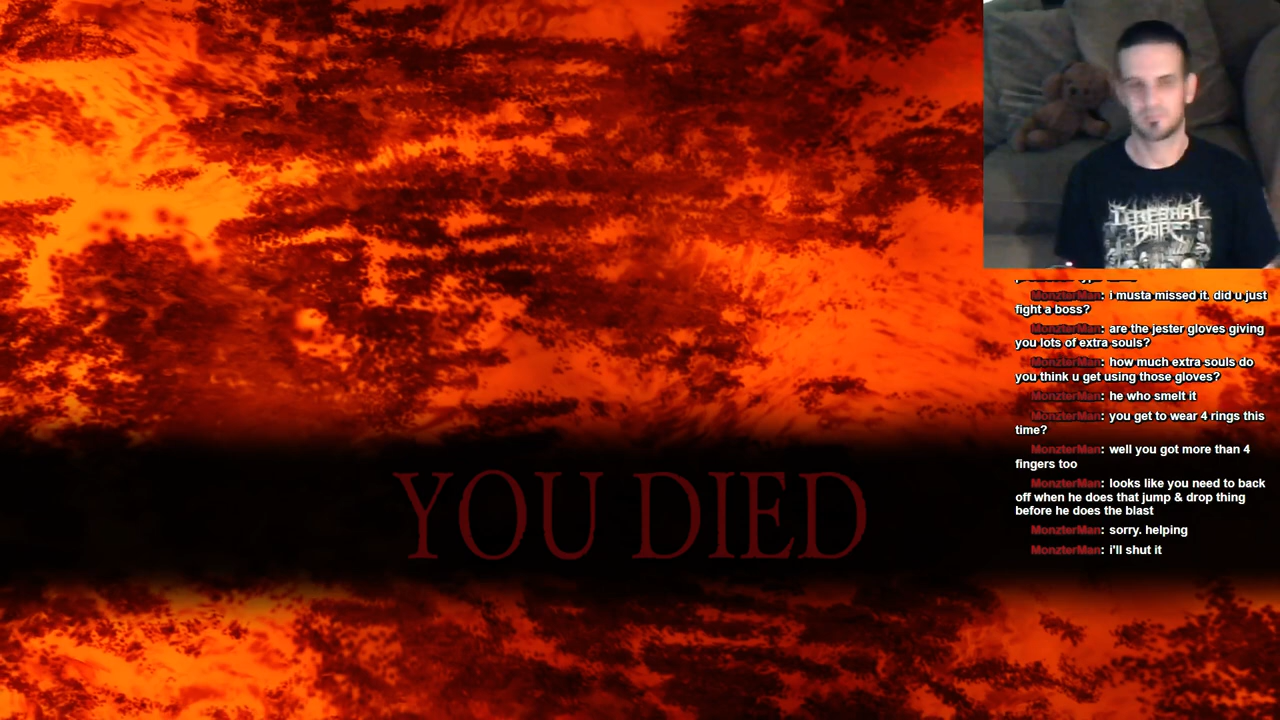 YOU DIED
MonzterMan: i musta missed it. did u just
fight a boss?
MonzterMan: are the jester gloves giving
you lots of extra souls?
MonzterMan: how much extra souls do
you think u get using those gloves?
MonzterMan: he who smelt it
MonzterMan: you get to wear 4 rings this
time?
MonzterMan: well you got more than 4
fingers too
MonzterMan: looks like you need to back
off when he does that jump & drop thing
before he does the blast
MonzterMan: sorry. helping
MonzterMan: i'll shut it